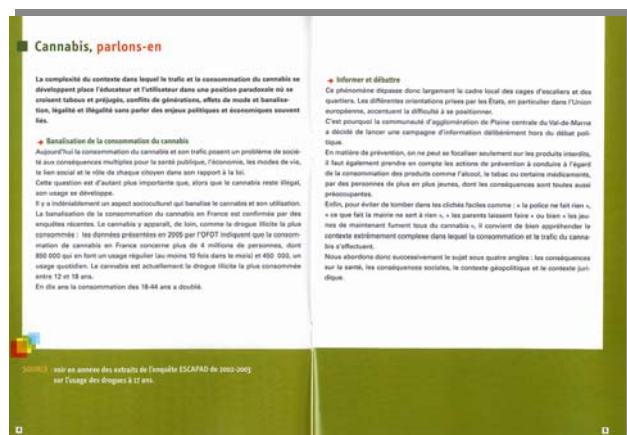 Cannabis, parlons-en
La complexité du contexte dans lequel le trafic et la consommation du cannabis se
développent place l'éducateur et l'utilisateur dans une position paradoxale où se
croisent tabous et préjugés, conflits de générations, effets de mode et banalisa-
tion, légalité et illégalité sans parler des enjeux politiques et économiques souvent
liés.
Banalisation de la consommation du cannabis
Aujourd'hui la consommation du cannabis et son trafic posent un problème de socié-
té aux conséquences multiples pour la santé publique, l'économie, les modes de vie,
le lien social et le rôle de chaque citoyen dans son rapport à la loi.
Cette question est d'autant plus importante que, alors que le cannabis reste illégal,
son usage se développe.
Il y a indéniablement un aspect socioculturel qui banalise le cannabis et son utilisation.
La banalisation de la consommation du cannabis en France est confirmée par des
enquêtes récentes. Le cannabis y apparaît, de loin, comme la drogue illicite la plus
consommée : les données présentées en 2005 par l'OFDT indiquent que la consom-
mation de cannabis en France concerne plus de 4 millions de personnes, dont
850 000 qui en font un usage régulier (au moins 10 fois dans le mois) et 450 000, un
usage quotidien. Le cannabis est actuellement la drogue illicite la plus consommée
entre 12 et 18 ans.
En dix ans la consommation des 18-44 ans a doublé.
SOURCE : voir en annexe des extraits de l'enquête ESCAPAD de 2002-2003
sur l'usage des drogues à 17 ans.
4
Informer et débattre
Ce phénomène dépasse donc largement le cadre local des cages d'escaliers et des
quartiers. Les différentes orientations prises par les États, en particulier dans l'Union
européenne, accentuent la difficulté à se positionner.
C'est pourquoi la communauté d'agglomération de Plaine centrale du Val-de-Marne
a décidé de lancer une campagne d'information délibérément hors du débat poli-
tique.
En matière de prévention, on ne peut se focaliser seulement sur les produits interdits,
il faut également prendre en compte les actions de prévention à conduire à l'égard
de la consommation des produits comme l'alcool, le tabac ou certains médicaments,
par des personnes de plus en plus jeunes, dont les conséquences sont toutes aussi
préoccupantes.
Enfin, pour éviter de tomber dans les clichés faciles comme : « la police ne fait rien »,
« ce que fait la mairie ne sert à rien », « les parents laissent faire » ou bien « les jeu-
nes de maintenant fument tous du cannabis », il convient de bien appréhender le
contexte extrêmement complexe dans lequel la consommation et le trafic du canna-
bis s'effectuent.
Nous abordons donc successivement le sujet sous quatre angles : les conséquences
sur la santé, les conséquences sociales, le contexte géopolitique et le contexte juri-
dique.
5